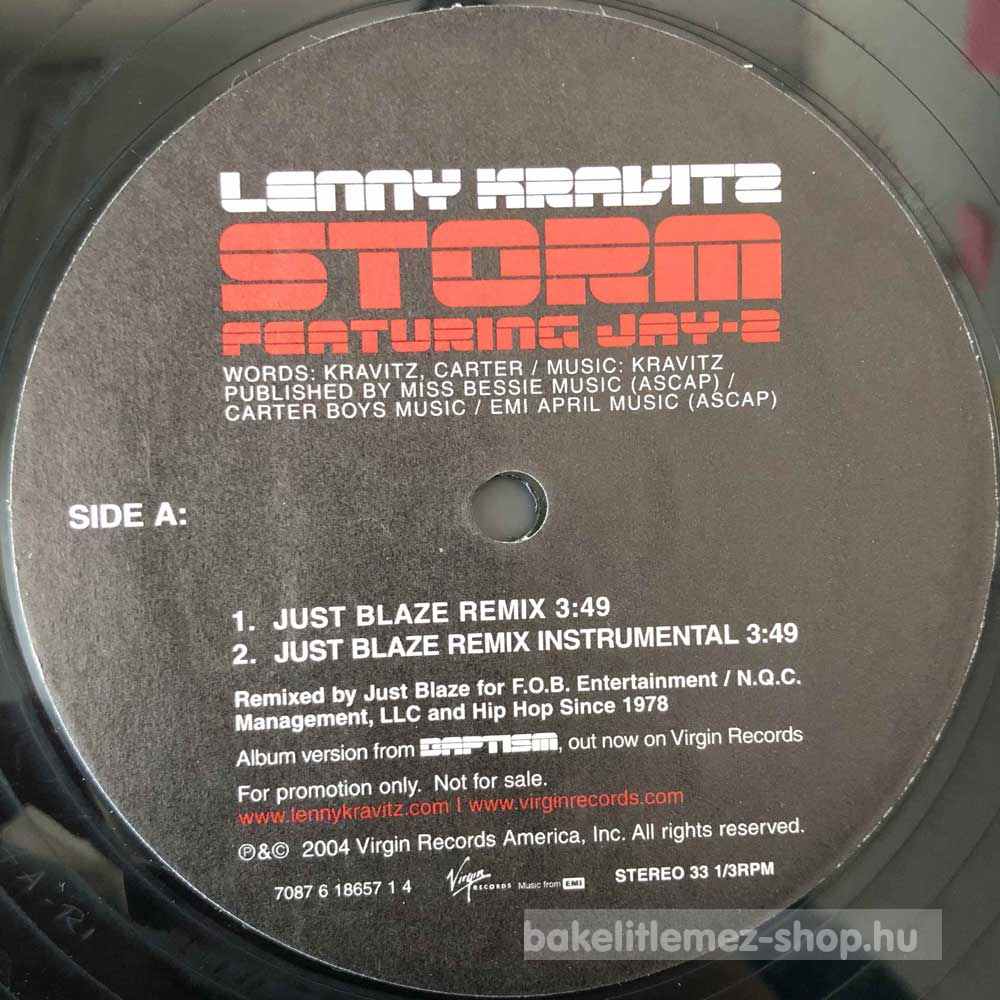 LENNY KRAVITZ
STORM
FEATURING JAY-Z
WORDS: KRAVITZ, CARTER / MUSIC: KRAVITZ
PUBLISHED BY MISS BESSIE MUSIC (ASCAP) /
CARTER BOYS MUSIC / EMI APRIL MUSIC (ASCAP)
SIDE A:
1. JUST BLAZE REMIX 3:49
2. JUST BLAZE REMIX INSTRUMENTAL 3:49
Remixed by Just Blaze for F.O.B. Entertainment / N.Q.C.
Management, LLC and Hip Hop Since 1978
Album version from BAPTISM, out now on Virgin Records
For promotion only. Not for sale.
www.lennykravitz.com | www.virginrecords.com
℗&© 2004 Virgin Records America, Inc. All rights reserved.
7087 6 18657 1 4 Virgin RECORDS Music from EMI STEREO 33 1/3RPM
bakelitlemez-shop.hu